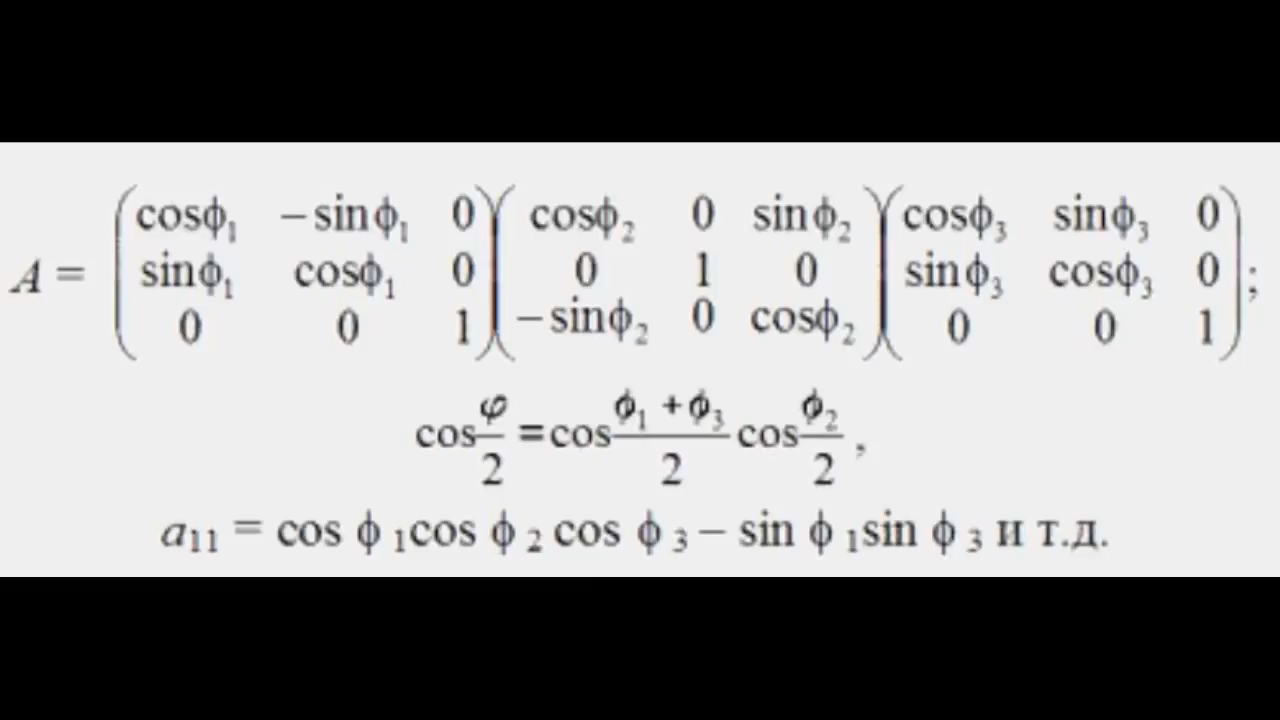 A = (cosϕ₁ −sinϕ₁ 0)(cosϕ₂ 0 sinϕ₂)(cosϕ₃ sinϕ₃ 0)
(sinϕ₁ cosϕ₁ 0)(0 1 0)(sinϕ₃ cosϕ₃ 0);
(0 0 1)(−sinϕ₂ 0 cosϕ₂)(0 0 1)
cos φ/2 = cos (ϕ₁ + ϕ₃)/2 cos ϕ₂/2 ,
a₁₁ = cos ϕ ₁cos ϕ ₂ cos ϕ ₃ – sin ϕ ₁sin ϕ ₃ и т.д.